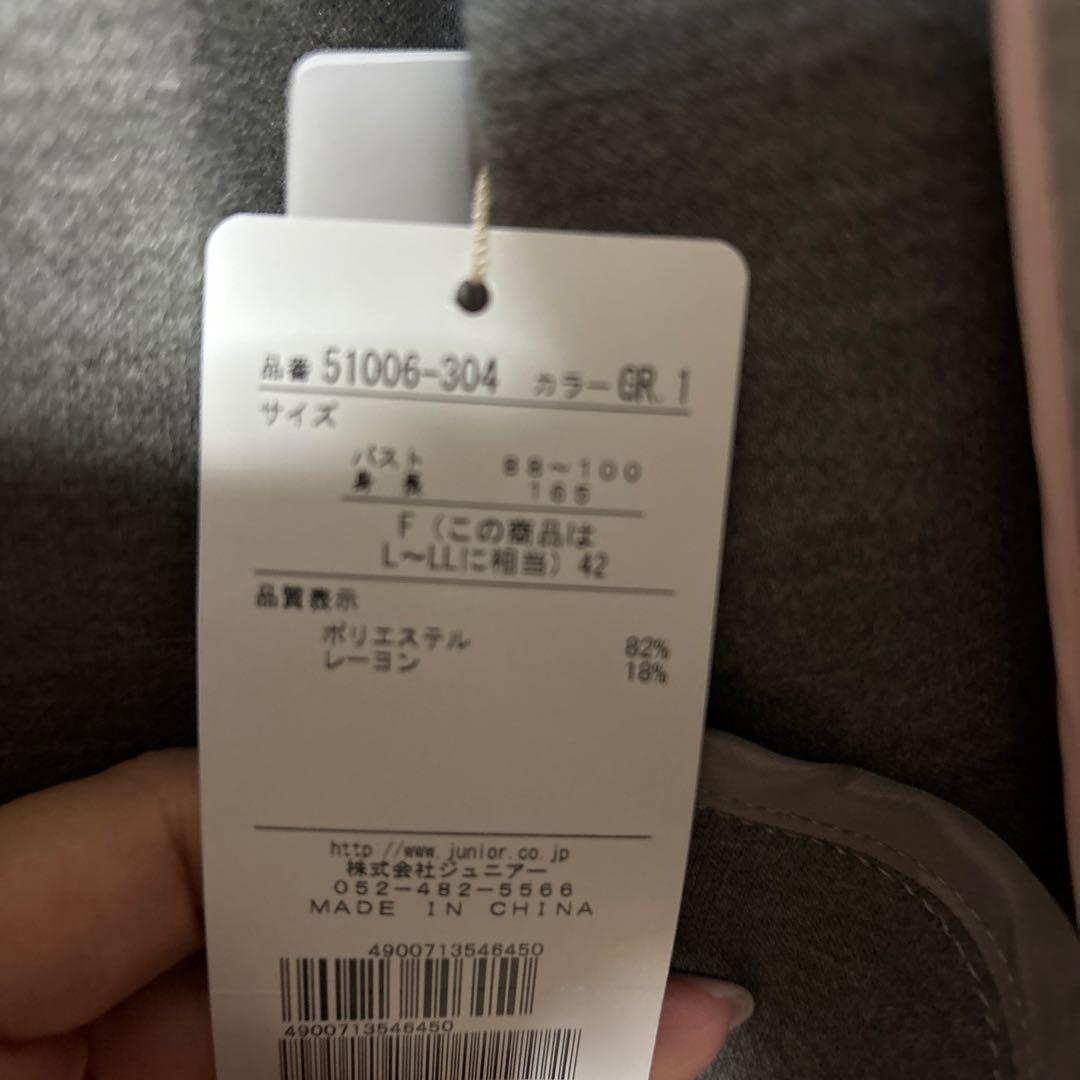 品番 51006-304 カラー GR.1
サイズ
バスト 88～100
身長 165
F（この商品は
L～LLに相当）42
品質表示
ポリエステル 82%
レーヨン 18%
http://www.junior.co.jp
株式会社ジュニアー
052-482-5566
MADE IN CHINA
4900713546450
4900713546450